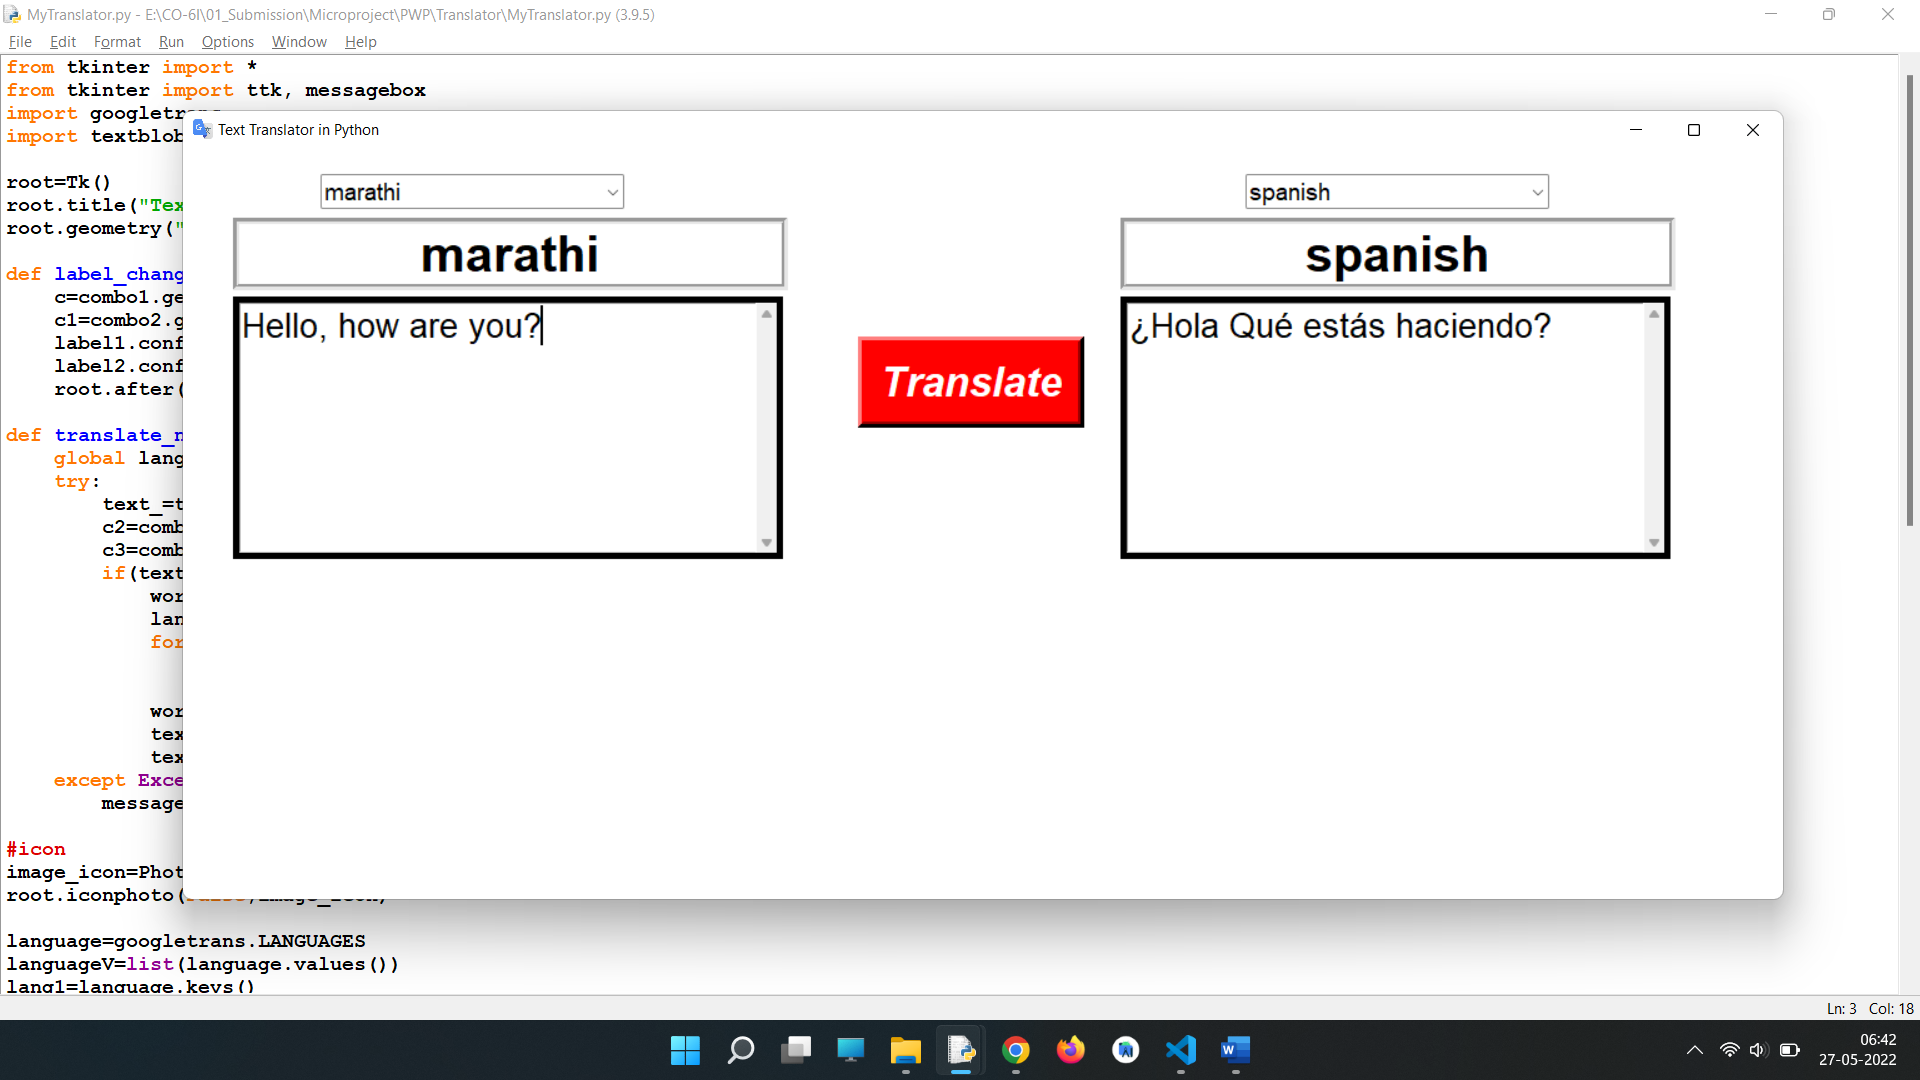 MyTranslator.py - E:\CO-6I\01_Submission\Microproject\PWP\Translator\MyTranslator.py (3.9.5)
File Edit Format Run Options Window Help
from tkinter import *
from tkinter import ttk, messagebox
import googletrans
import textblob
Text Translator in Python
root=Tk()
root.title("Tex
root.geometry("
marathi
spanish
marathi
spanish
def label_chang
c=combo1.ge
c1=combo2.g
label1.conf
label2.conf
root.after(
Hello, how are you?
Translate
¿Hola Qué estás haciendo?
def translate_n
global lang
try:
text_=t
c2=comb
c3=comb
if(text
wor
lan
for
wor
tex
tex
except Exce
message
#icon
image_icon=Phot
root.iconphoto(False,image_icon)
language=googletrans.LANGUAGES
languageV=list(language.values())
lang1=language.keys()
Ln: 3 Col: 18
06:42
27-05-2022